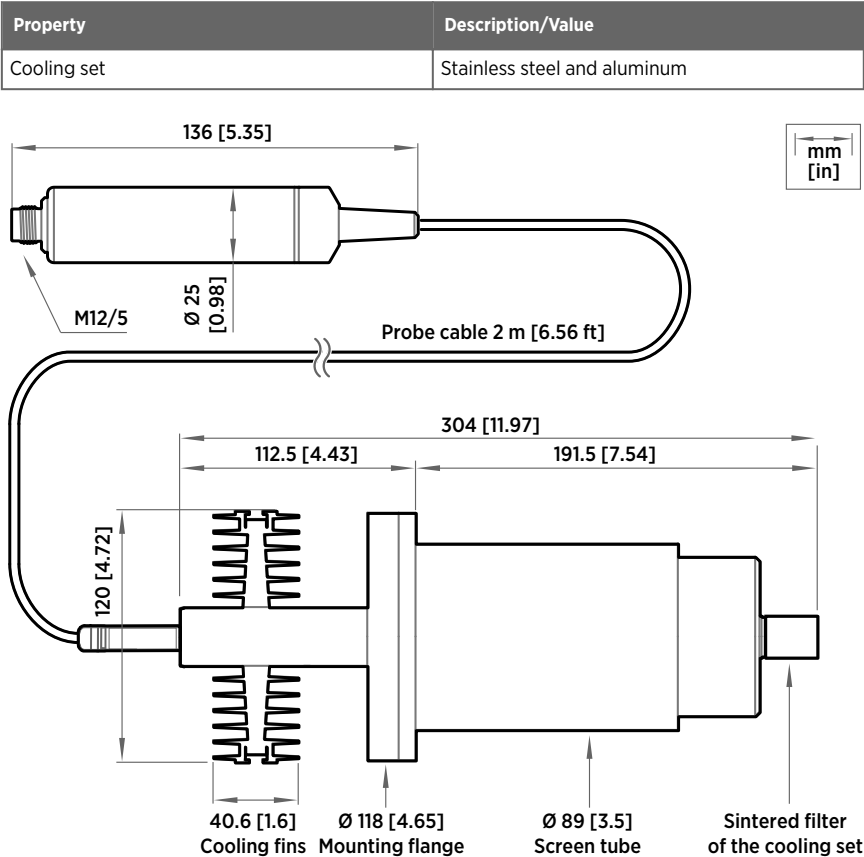 Property Description/Value
Cooling set Stainless steel and aluminum
136 [5.35]
mm
[in]
M12/5
Ø 25
[0.98]
Probe cable 2 m [6.56 ft]
304 [11.97]
112.5 [4.43] 191.5 [7.54]
120 [4.72]
40.6 [1.6] Ø 118 [4.65] Ø 89 [3.5] Sintered filter
Cooling fins Mounting flange Screen tube of the cooling set